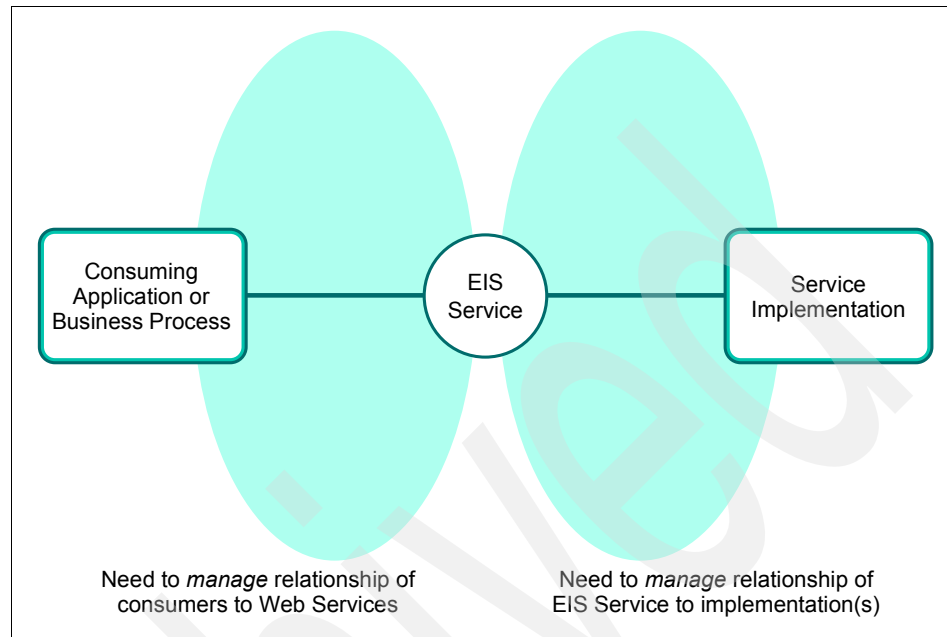 Consuming
Application or
Business Process
EIS
Service
Service
Implementation
Need to manage relationship of
consumers to Web Services
Need to manage relationship of
EIS Service to implementation(s)